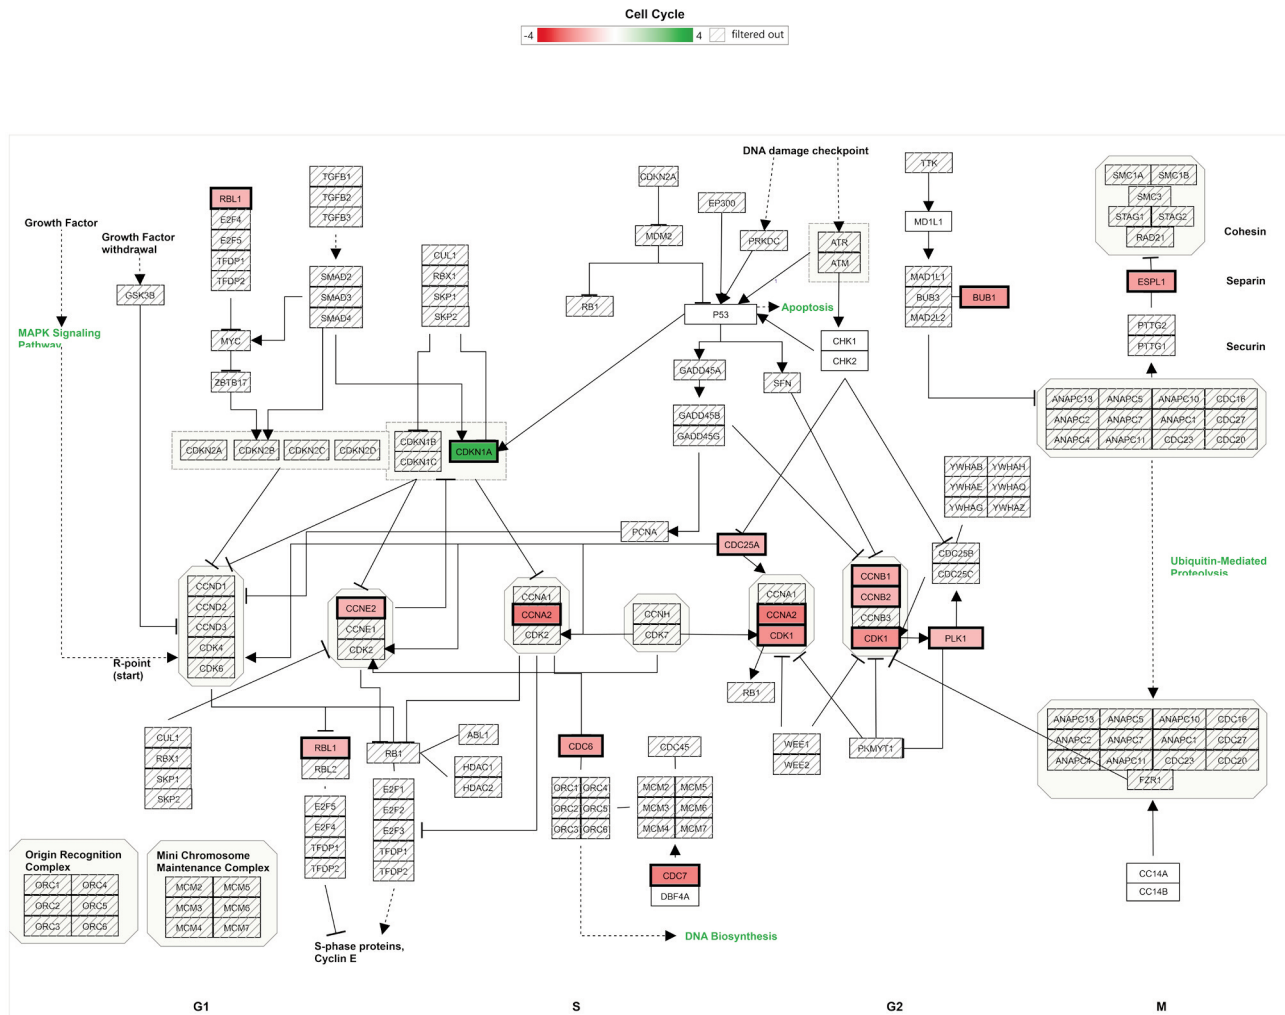 Cell Cycle
-4
4
filtered out
DNA damage checkpoint
TTK
SMC1A
SMC1B
SMC3
STAG1
STAG2
RAD21
Cohesin
TGFB1
TGFB2
TGFB3
CDKN2A
EP300
RBL1
E2F4
E2F5
TFDP1
TFDP2
Growth Factor
Growth Factor
withdrawal
GSK3B
MD1L1
MDM2
PRKDC
ATR
ATM
CUL1
RBX1
SKP1
SKP2
SMAD2
SMAD3
SMAD4
MAD1L1
BUB3
MAD2L2
BUB1
ESPL1
Separin
RB1
P53
Apoptosis
MAPK Signaling
Pathway
MYC
ZBTB17
CHK1
CHK2
PTTG2
PTTG1
Securin
GADD45A
SFN
GADD45B
GADD45G
ANAPC13
ANAPC5
ANAPC10
CDC16
ANAPC2
ANAPC7
ANAPC1
CDC27
ANAPC4
ANAPC11
CDC23
CDC20
CDKN2A
CDKN2B
CDKN2C
CDKN2D
CDKN1B
CDKN1C
CDKN1A
YWHAB
YWHAH
YWHAE
YWHAQ
YWHAG
YWHAZ
PCNA
CDC25A
CDC25B
CDC25C
Ubiquitin-Mediated
Proteolysis
CCND1
CCND2
CCND3
CDK4
CDK6
R-point
(start)
CCNE2
CCNE1
CDK2
CCNA1
CCNA2
CDK2
CCNH
CDK7
CCNA1
CCNA2
CDK1
CCNB1
CCNB2
CCNB3
CDK1
PLK1
RB1
CUL1
RBX1
SKP1
SKP2
RBL1
RBL2
RB1
ABL1
HDAC1
HDAC2
CDC6
CDC45
WEE1
WEE2
PKMYT1
ANAPC13
ANAPC5
ANAPC10
CDC16
ANAPC2
ANAPC7
ANAPC1
CDC27
ANAPC4
ANAPC11
CDC23
CDC20
FZR1
E2F5
E2F4
TFDP1
TFDP2
E2F1
E2F2
E2F3
TFDP1
TFDP2
ORC1
ORC4
ORC2
ORC5
ORC3
ORC6
MCM2
MCM5
MCM3
MCM6
MCM4
MCM7
CDC7
DBF4A
CC14A
CC14B
Origin Recognition
Complex
ORC1
ORC4
ORC2
ORC5
ORC3
ORC6
Mini Chromosome
Maintenance Complex
MCM2
MCM5
MCM3
MCM6
MCM4
MCM7
S-phase proteins,
Cyclin E
DNA Biosynthesis
G1
S
G2
M